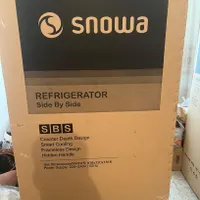 snowa
REFRIGERATOR
Side By Side
SBS
Counter Depth Design
Smart Cooling
Frameless Design
Hidden Handle